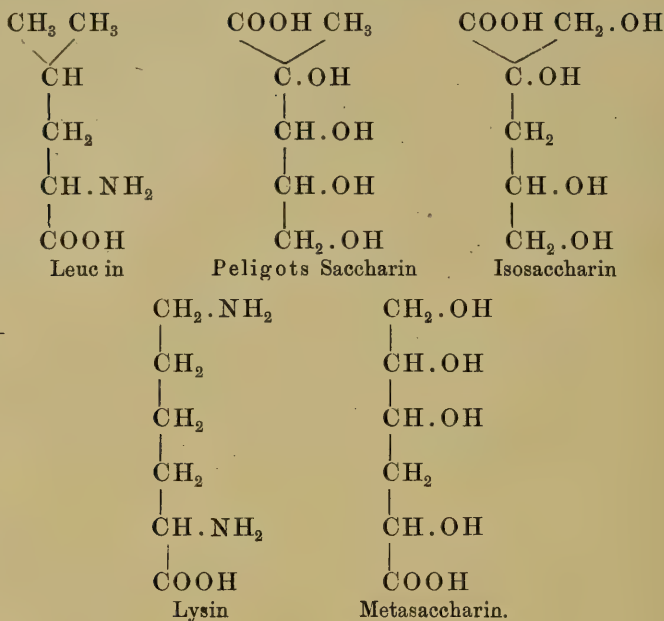 CH₃ CH₃ COOH CH₃ COOH CH₂.OH
CH C.OH C.OH
CH₂ CH.OH CH₂
CH.NH₂ CH.OH CH.OH
COOH CH₂.OH CH₂.OH
Leucin Peligots Saccharin Isosaccharin
CH₂.NH₂ CH₂.OH
CH₂ CH.OH
CH₂ CH.OH
CH₂ CH₂
CH.NH₂ CH.OH
COOH COOH
Lysin Metasaccharin.